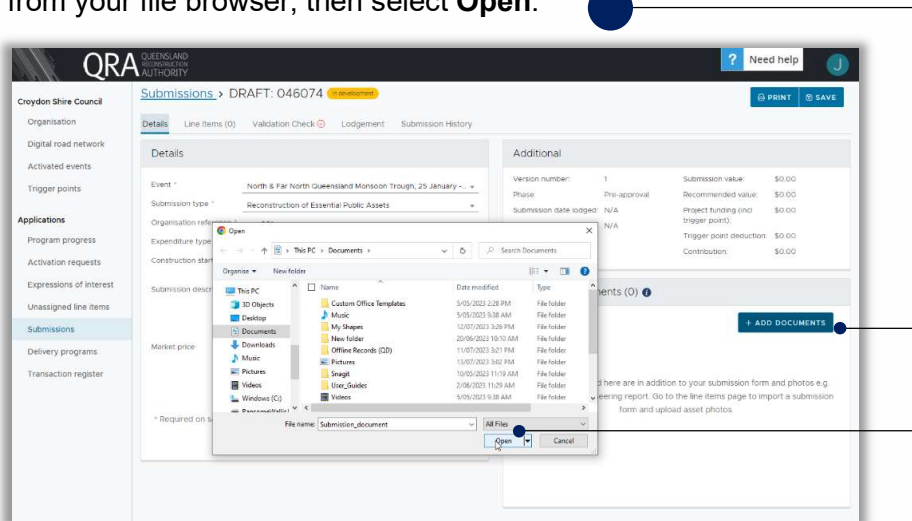 from your file browser, then select Open.
QRA QUEENSLAND RECONSTRUCTION AUTHORITY
? Need help J
Croydon Shire Council
Organisation
Digital road network
Activated events
Trigger points
Applications
Program progress
Activation requests
Expressions of interest
Unassigned line items
Submissions
Delivery programs
Transaction register
Submissions > DRAFT: 046074 In development
PRINT SAVE
Details Line Items (0) Validation Check Lodgement Submission History
Details
Event * North & Far North Queensland Monsoon Trough, 25 January -...
Submission type * Reconstruction of Essential Public Assets
Organisation reference
Expenditure type
Construction start
Submission descr
Market price
* Required on s
Additional
Version number: 1 Submission value: $0.00
Phase Pre-approval Recommended value: $0.00
Submission date lodged: N/A Project funding (incl trigger point): $0.00
N/A
Trigger point deduction: $0.00
Contribution: $0.00
ents (0)
+ ADD DOCUMENTS
d here are in addition to your submission form and photos e.g.
eering report. Go to the line items page to import a submission
form and upload asset photos.
Open
This PC > Documents > Search Documents
Organise New folder
This PC
3D Objects
Desktop
Documents
Downloads
Music
Pictures
Videos
Windows (C:)
Name Date modified Type
Custom Office Templates 5/05/2023 2:28 PM File folder
Music 5/05/2023 9:38 AM File folder
My Shapes 12/07/2023 3:26 PM File folder
New folder 20/06/2023 10:10 AM File folder
Offline Records (QD) 11/07/2023 3:21 PM File folder
Pictures 13/07/2023 3:02 PM File folder
Snagit 10/05/2023 11:19 AM File folder
User_Guides 2/06/2023 11:29 AM File folder
Videos 5/05/2023 9:38 AM File folder
File name: Submission_document All Files
Open Cancel